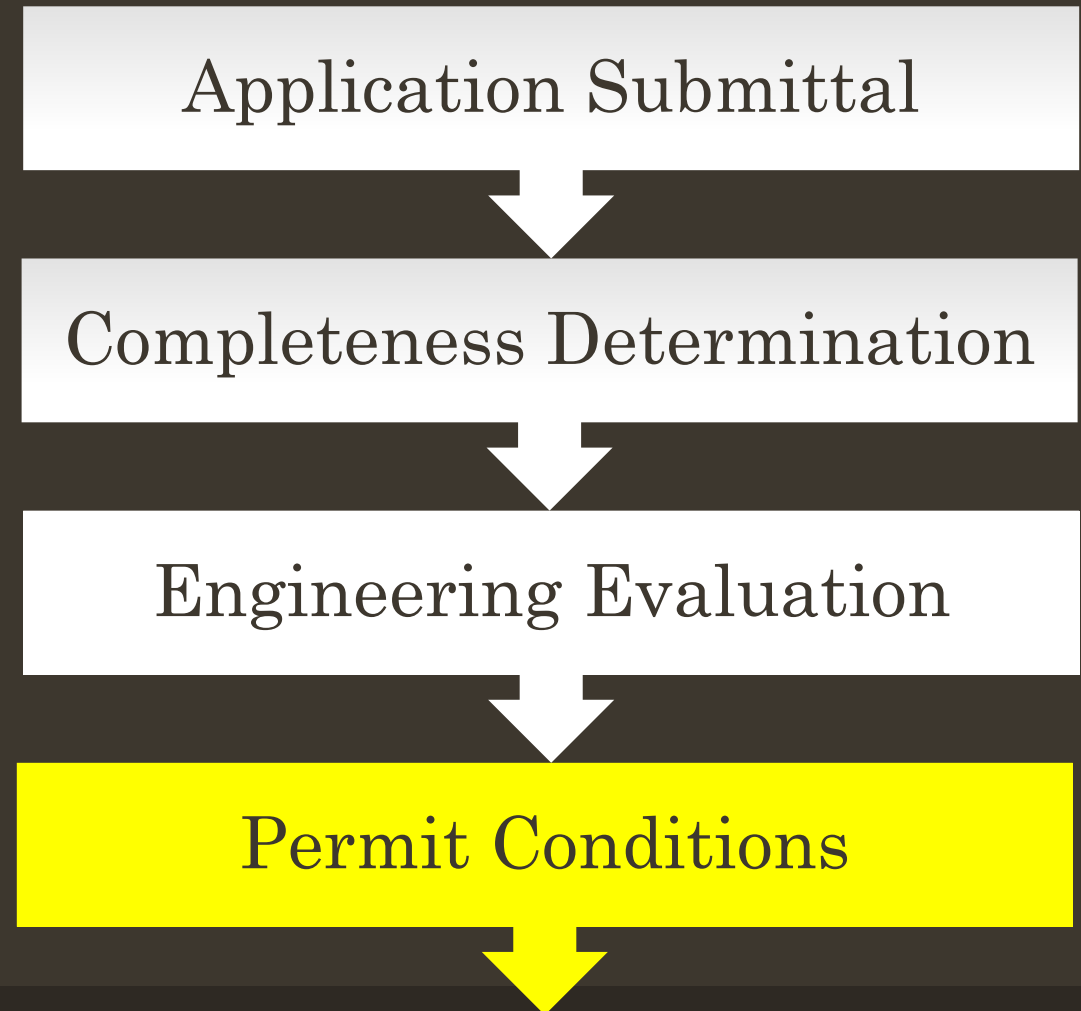 Application Submittal
Completeness Determination
Engineering Evaluation
Permit Conditions